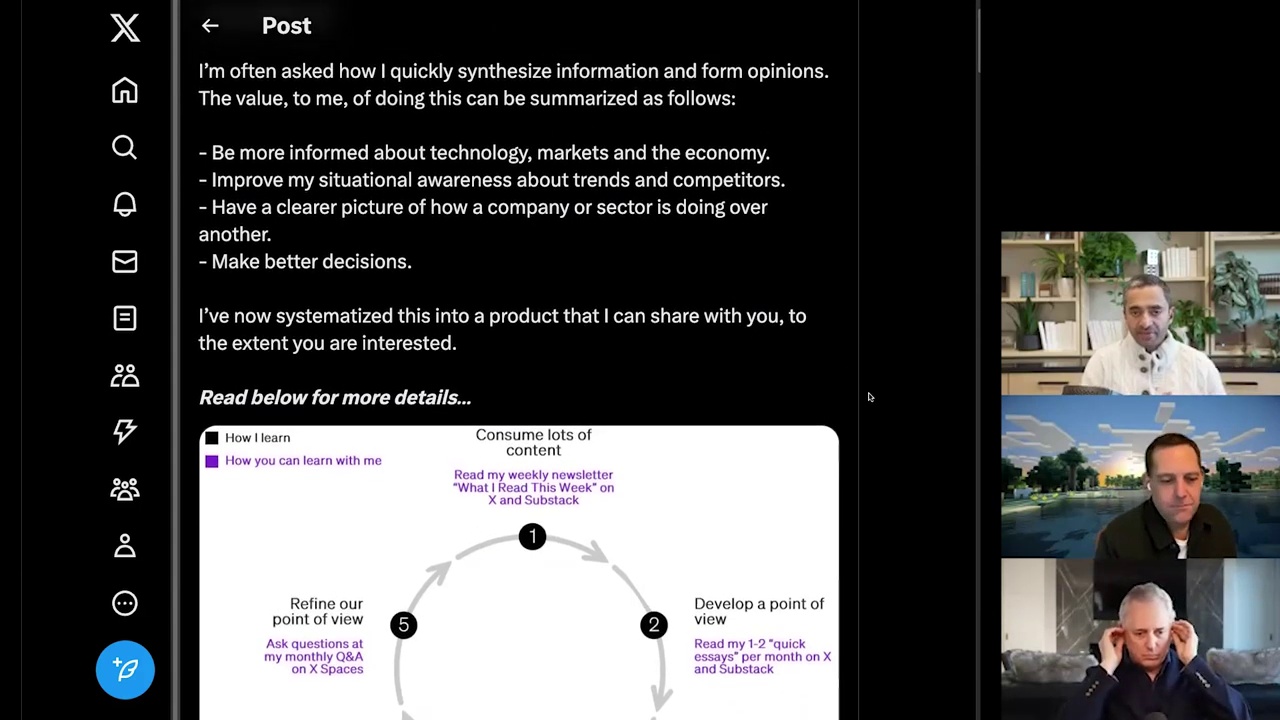 Post
I’m often asked how I quickly synthesize information and form opinions.
The value, to me, of doing this can be summarized as follows:
- Be more informed about technology, markets and the economy.
- Improve my situational awareness about trends and competitors.
- Have a clearer picture of how a company or sector is doing over
another.
- Make better decisions.
I’ve now systematized this into a product that I can share with you, to
the extent you are interested.
Read below for more details...
How I learn
How you can learn with me
Consume lots of
content
Read my weekly newsletter
“What I Read This Week” on
X and Substack
1
Refine our
point of view
Ask questions at
my monthly Q&A
on X Spaces
5
2
Develop a point of
view
Read my 1-2 “quick
essays” per month on X
and Substack